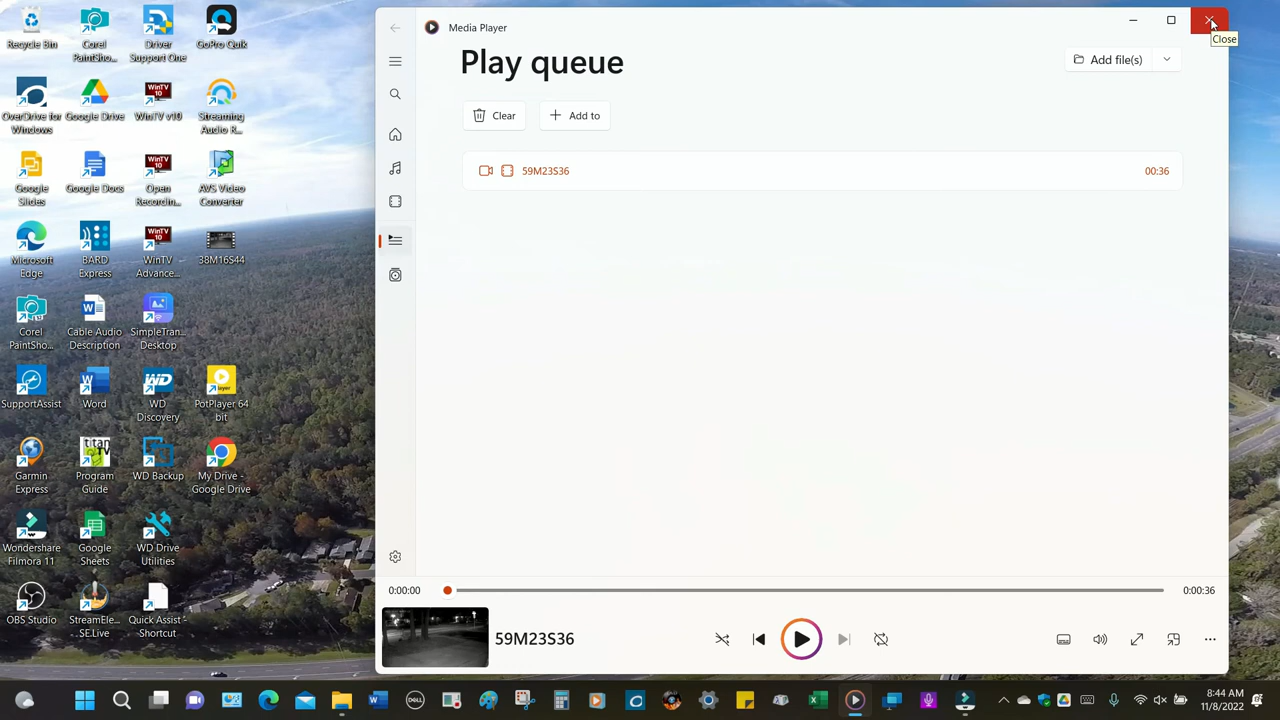 Recycle Bin
Corel
PaintSho...
Driver
Support One
GoPro Quik
OverDrive for
Windows
Google Drive
WinTV v10
Streaming
Audio R...
Google
Slides
Google Docs
Open
Recordin...
AVS Video
Converter
Microsoft
Edge
BARD
Express
WinTV
Advance...
38M16S44
Corel
PaintSho...
Cable Audio
Description
SimpleTran...
Desktop
SupportAssist
Word
WD
Discovery
PotPlayer 64
bit
Garmin
Express
Program
Guide
WD Backup
My Drive -
Google Drive
Wondershare
Filmora 11
Google
Sheets
WD Drive
Utilities
OBS Studio
StreamEle...
SE.Live
Quick Assist -
Shortcut
Media Player
Close
Play queue
Add file(s)
Clear
Add to
59M23S36
00:36
0:00:00
0:00:36
59M23S36
8:44 AM
11/8/2022